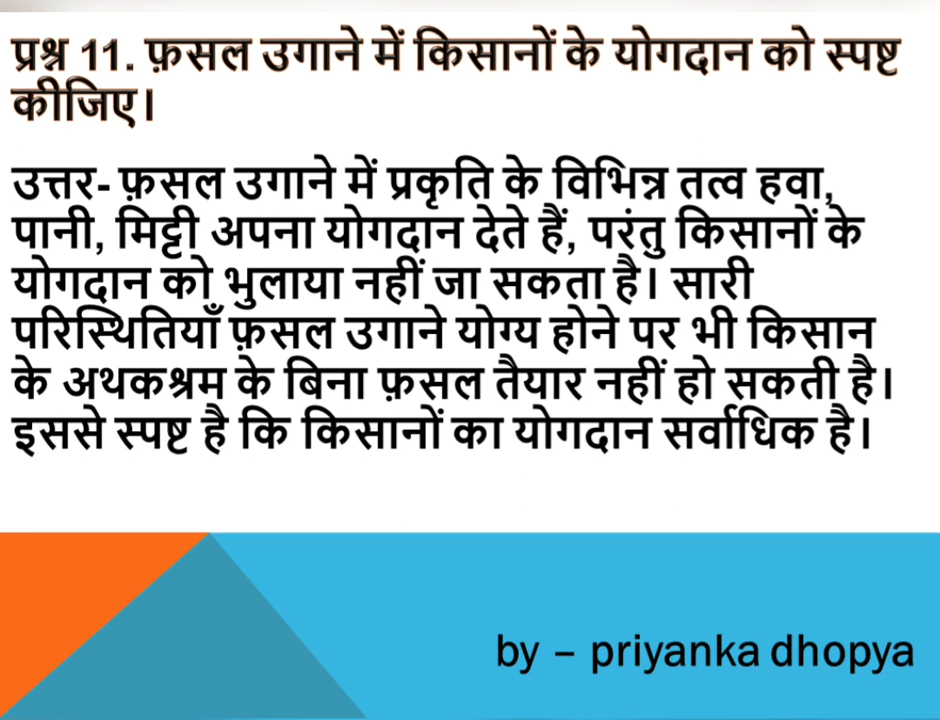 प्रश्न 11. फ़सल उगाने में किसानों के योगदान को स्पष्ट
कीजिए।
उत्तर- फ़सल उगाने में प्रकृति के विभिन्न तत्व हवा,
पानी, मिट्टी अपना योगदान देते हैं, परंतु किसानों के
योगदान को भुलाया नहीं जा सकता है। सारी
परिस्थितियाँ फ़सल उगाने योग्य होने पर भी किसान
के अथकश्रम के बिना फ़सल तैयार नहीं हो सकती है।
इससे स्पष्ट है कि किसानों का योगदान सर्वाधिक है।
by – priyanka dhopya